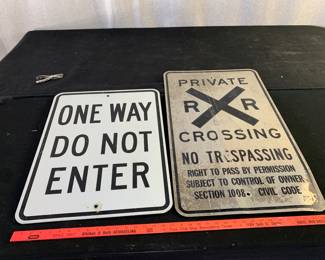 ONE WAY
DO NOT
ENTER
PRIVATE
R R
CROSSING
NO TRESPASSING
RIGHT TO PASS BY PERMISSION
SUBJECT TO CONTROL OF OWNER
SECTION 1008. CIVIL CODE